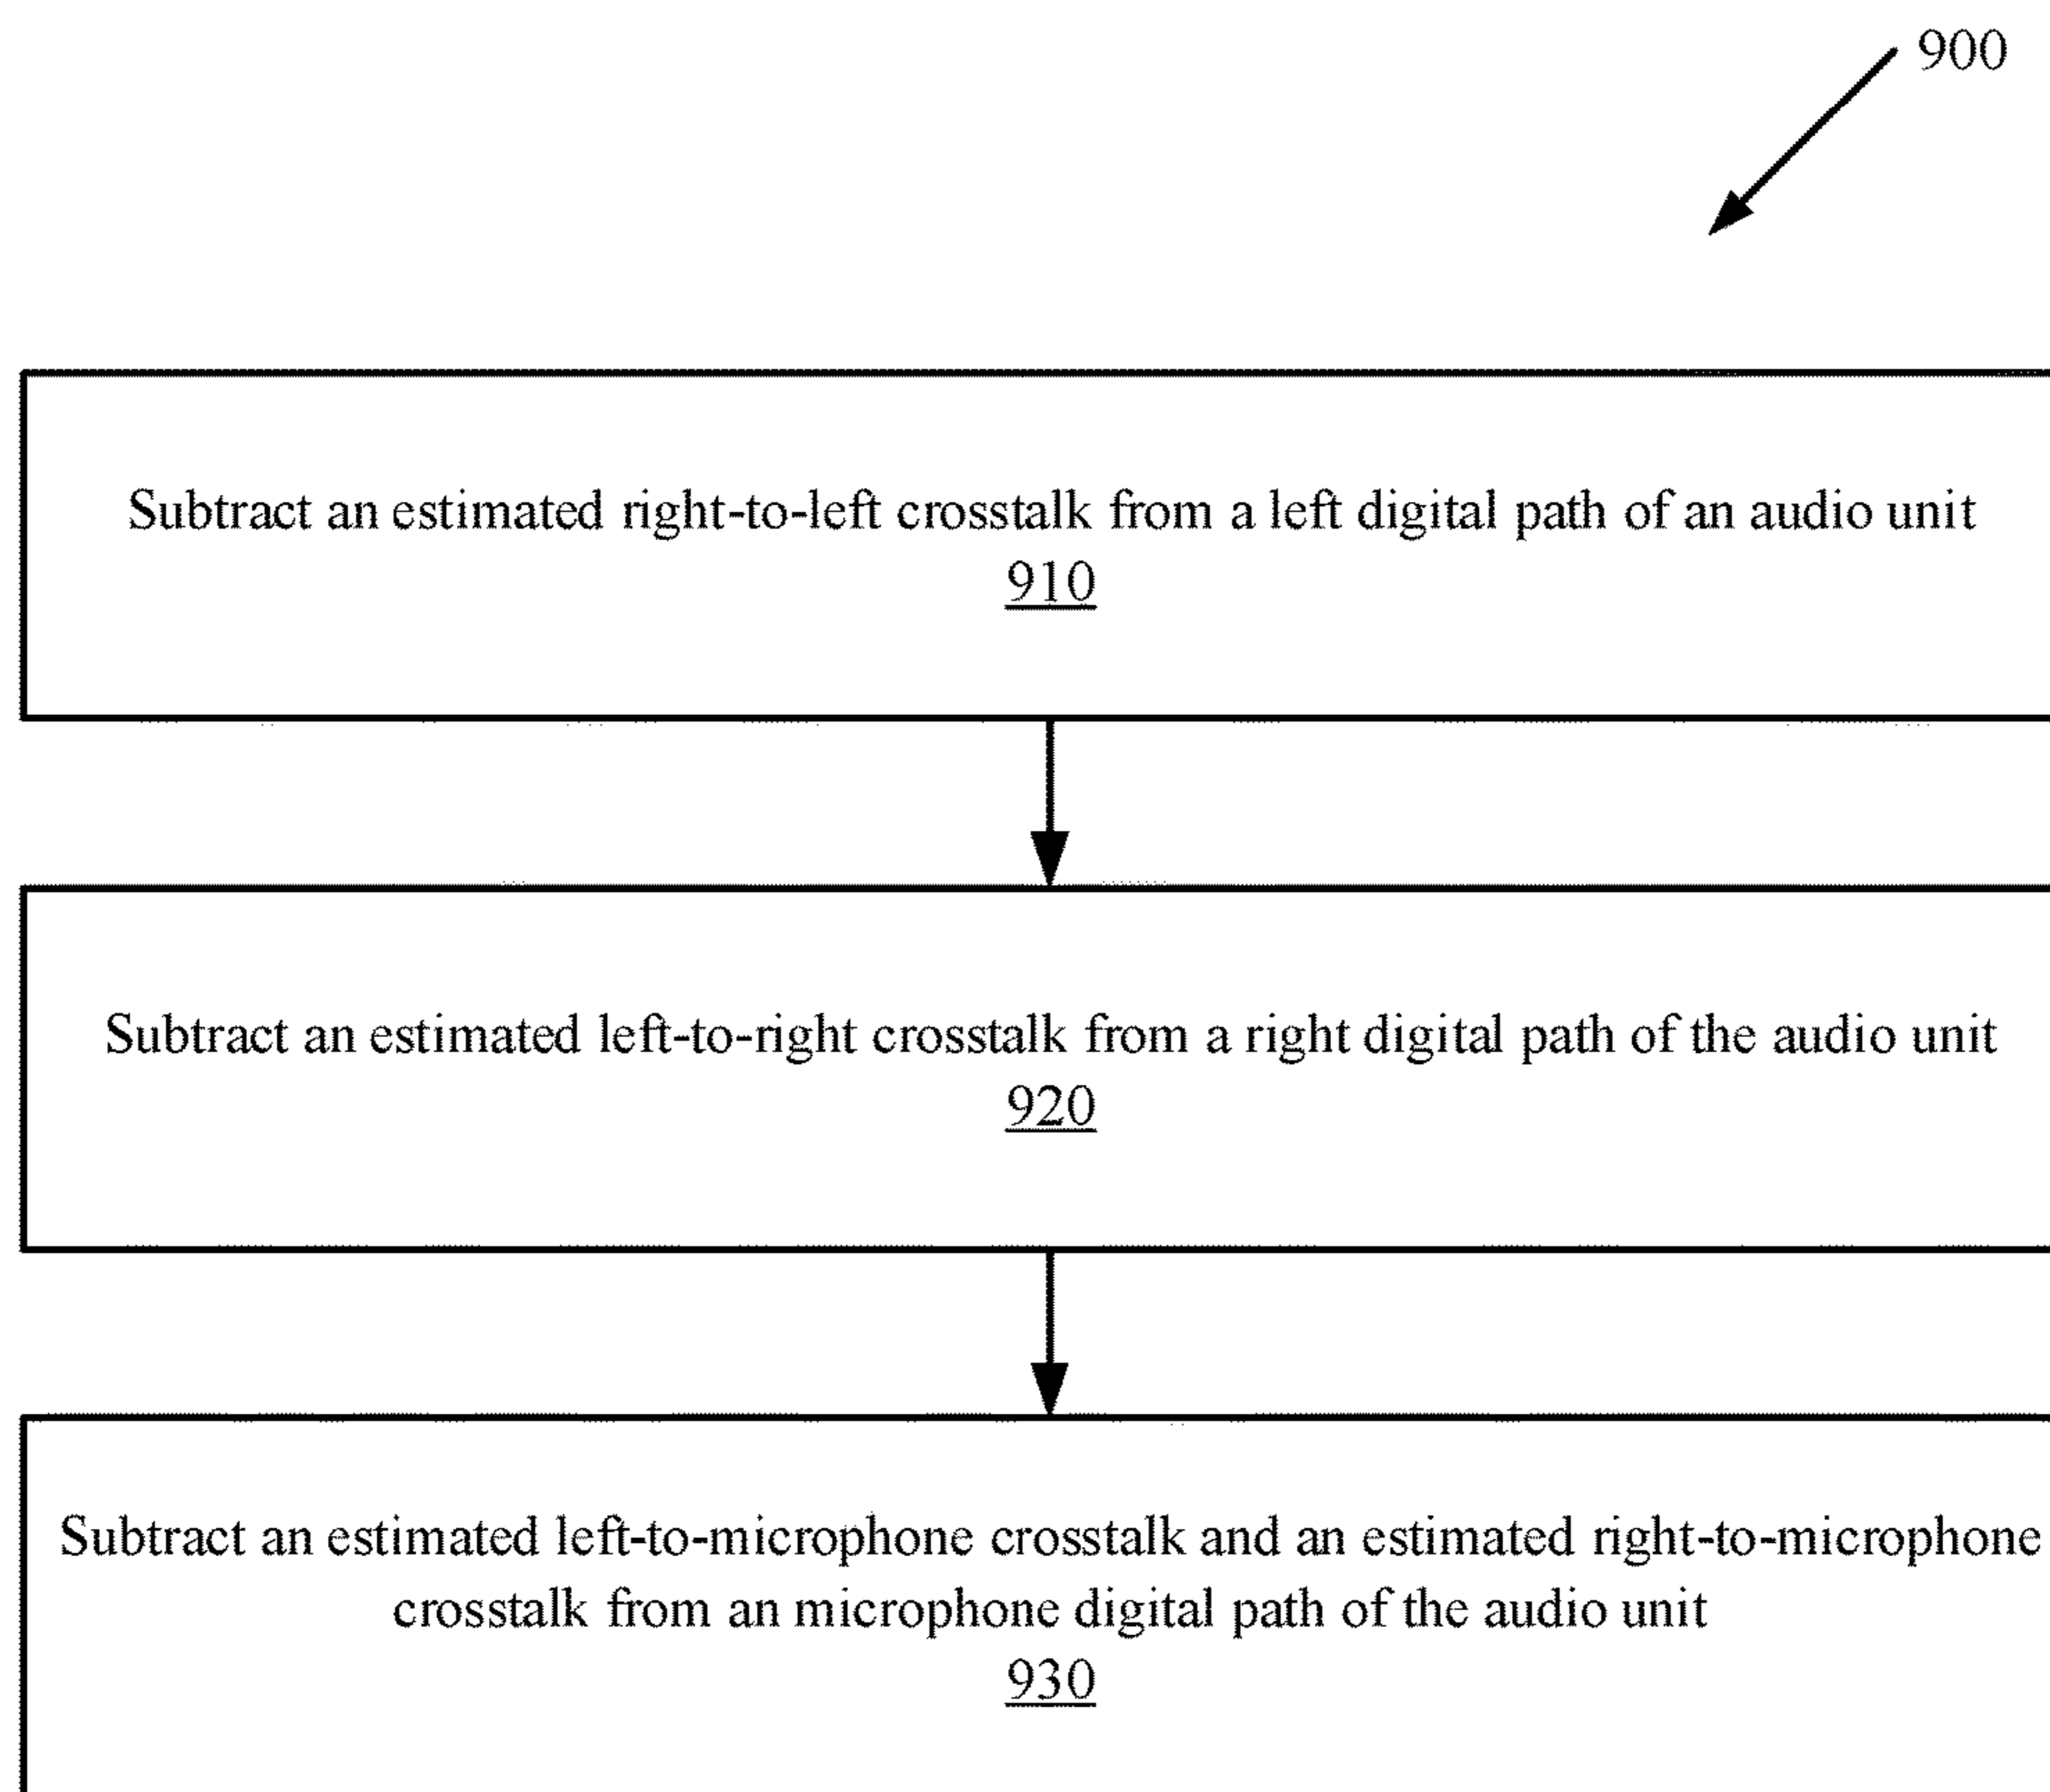 900
Subtract an estimated right-to-left crosstalk from a left digital path of an audio unit
910
Subtract an estimated left-to-right crosstalk from a right digital path of the audio unit
920
Subtract an estimated left-to-microphone crosstalk and an estimated right-to-microphone
crosstalk from an microphone digital path of the audio unit
930